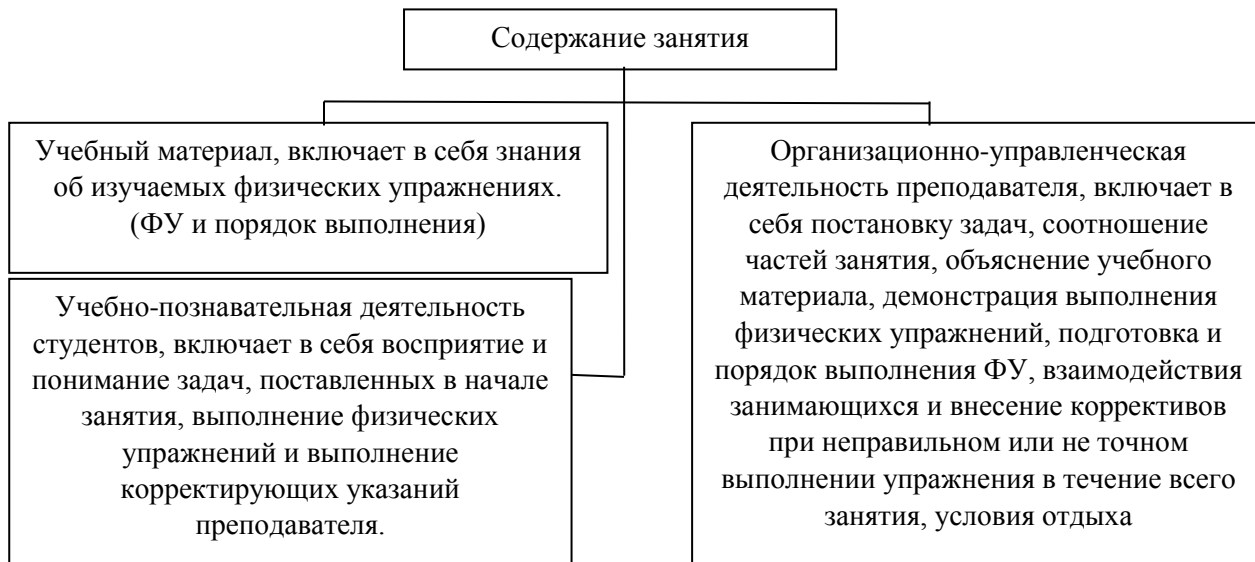 Содержание занятия
Учебный материал, включает в себя знания
об изучаемых физических упражнениях.
(ФУ и порядок выполнения)
Учебно-познавательная деятельность
студентов, включает в себя восприятие и
понимание задач, поставленных в начале
занятия, выполнение физических
упражнений и выполнение
корректирующих указаний
преподавателя.
Организационно-управленческая
деятельность преподавателя, включает в
себя постановку задач, соотношение
частей занятия, объяснение учебного
материала, демонстрация выполнения
физических упражнений, подготовка и
порядок выполнения ФУ, взаимодействия
занимающихся и внесение коррективов
при неправильном или не точном
выполнении упражнения в течение всего
занятия, условия отдыха